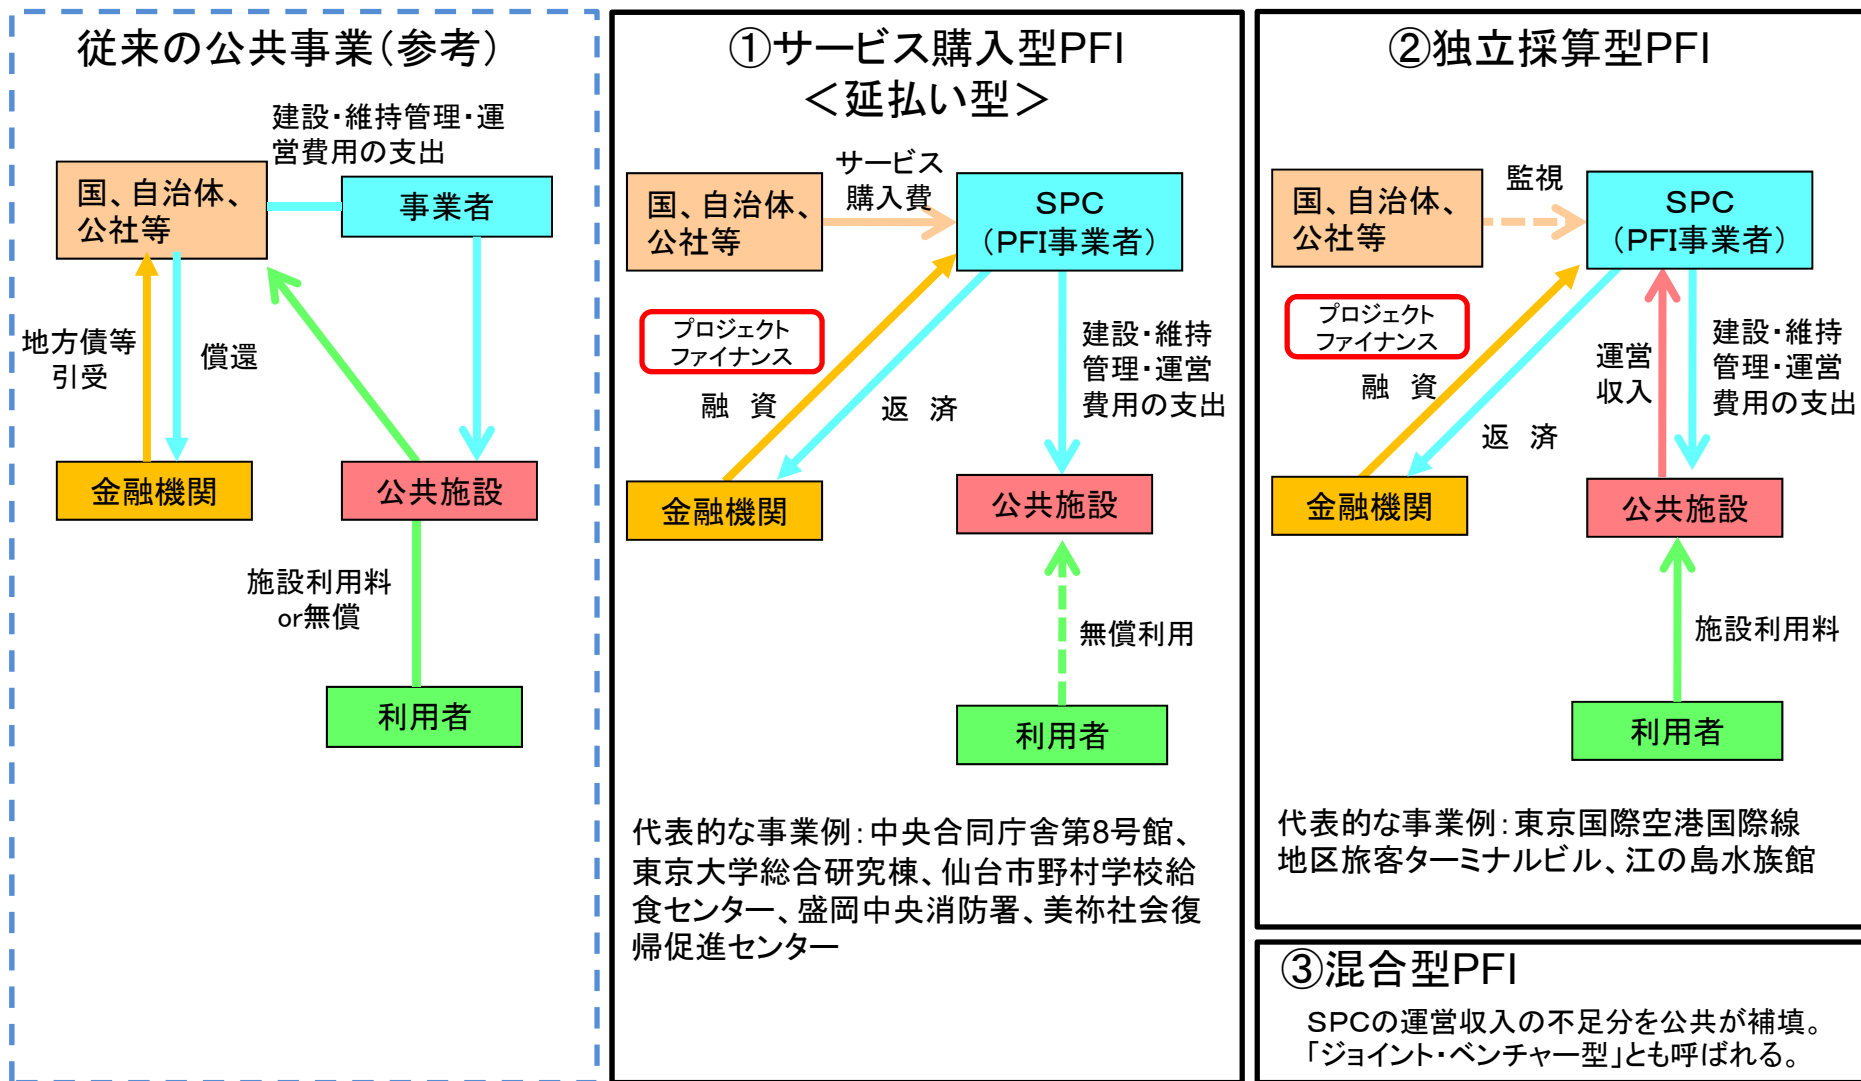 従来の公共事業（参考）
建設・維持管理・運
営費用の支出
国、自治体、
公社等
事業者
地方債等
引受
償還
金融機関
公共施設
施設利用料
or無償
利用者
①サービス購入型PFI
＜延払い型＞
国、自治体、
公社等
サービス
購入費
SPC
（PFI事業者）
プロジェクト
ファイナンス
融　資
返　済
建設・維持
管理・運営
費用の支出
金融機関
公共施設
無償利用
利用者
代表的な事業例：中央合同庁舎第8号館、
東京大学総合研究棟、仙台市野村学校給
食センター、盛岡中央消防署、美祢社会復
帰促進センター
②独立採算型PFI
国、自治体、
公社等
監視
SPC
（PFI事業者）
プロジェクト
ファイナンス
融　資
返　済
運営
収入
建設・維持
管理・運営
費用の支出
金融機関
公共施設
施設利用料
利用者
代表的な事業例：東京国際空港国際線
地区旅客ターミナルビル、江の島水族館
③混合型PFI
SPCの運営収入の不足分を公共が補填。
「ジョイント・ベンチャー型」とも呼ばれる。